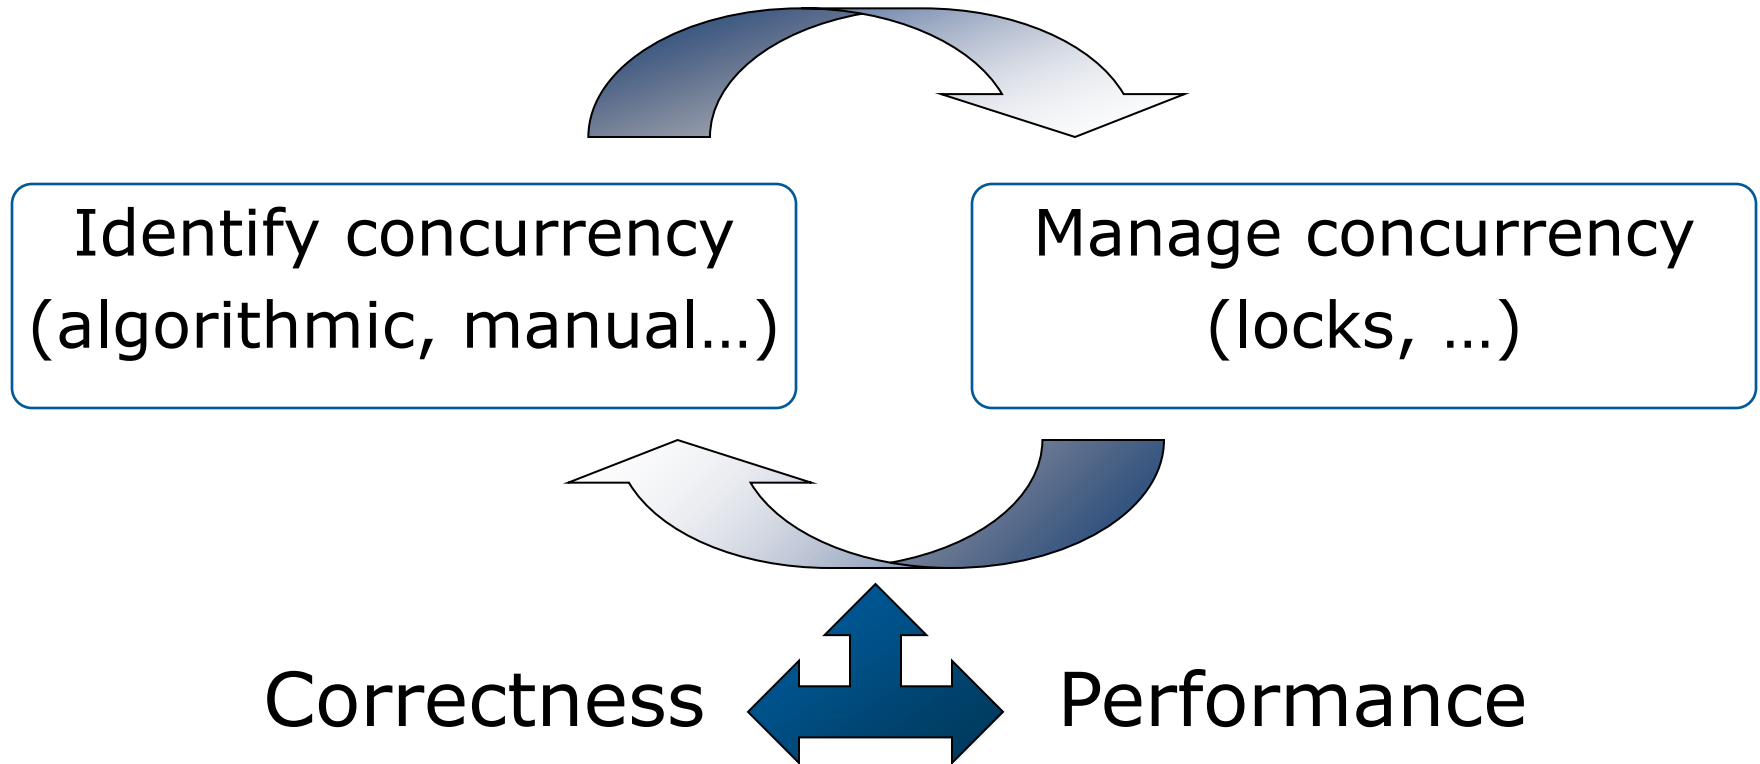 Identify concurrency
(algorithmic, manual…)
Manage concurrency
(locks, …)
Correctness
Performance